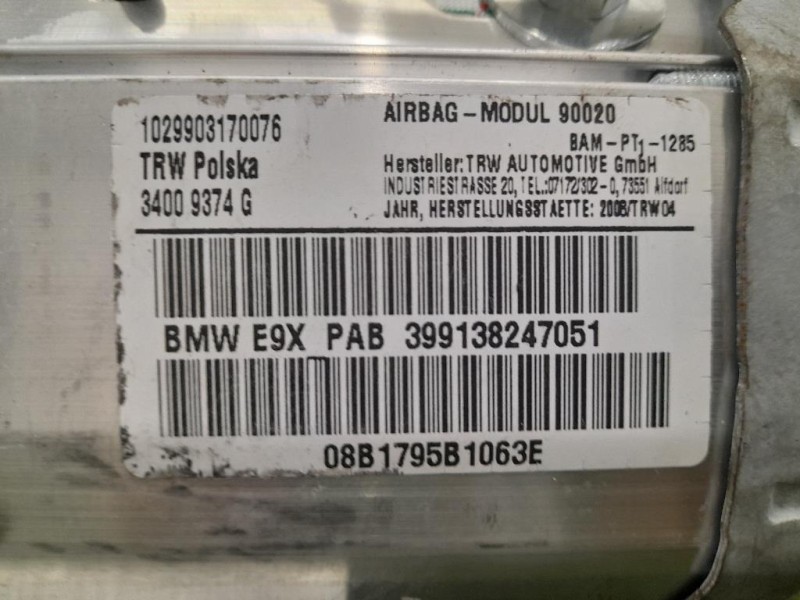 1029903170076
TRW Polska
3400 9374 G
AIRBAG-MODUL 90020
BAM-PT1-1285
Hersteller: TRW AUTOMOTIVE GmbH
INDUSTRIESTRASSE 20, TEL.:07172/302-0, 73551 Alfdorf
JAHR, HERSTELLUNGSSTAETTE: 2008/TRW04
BMW E9X PAB 399138247051
08B1795B1063E